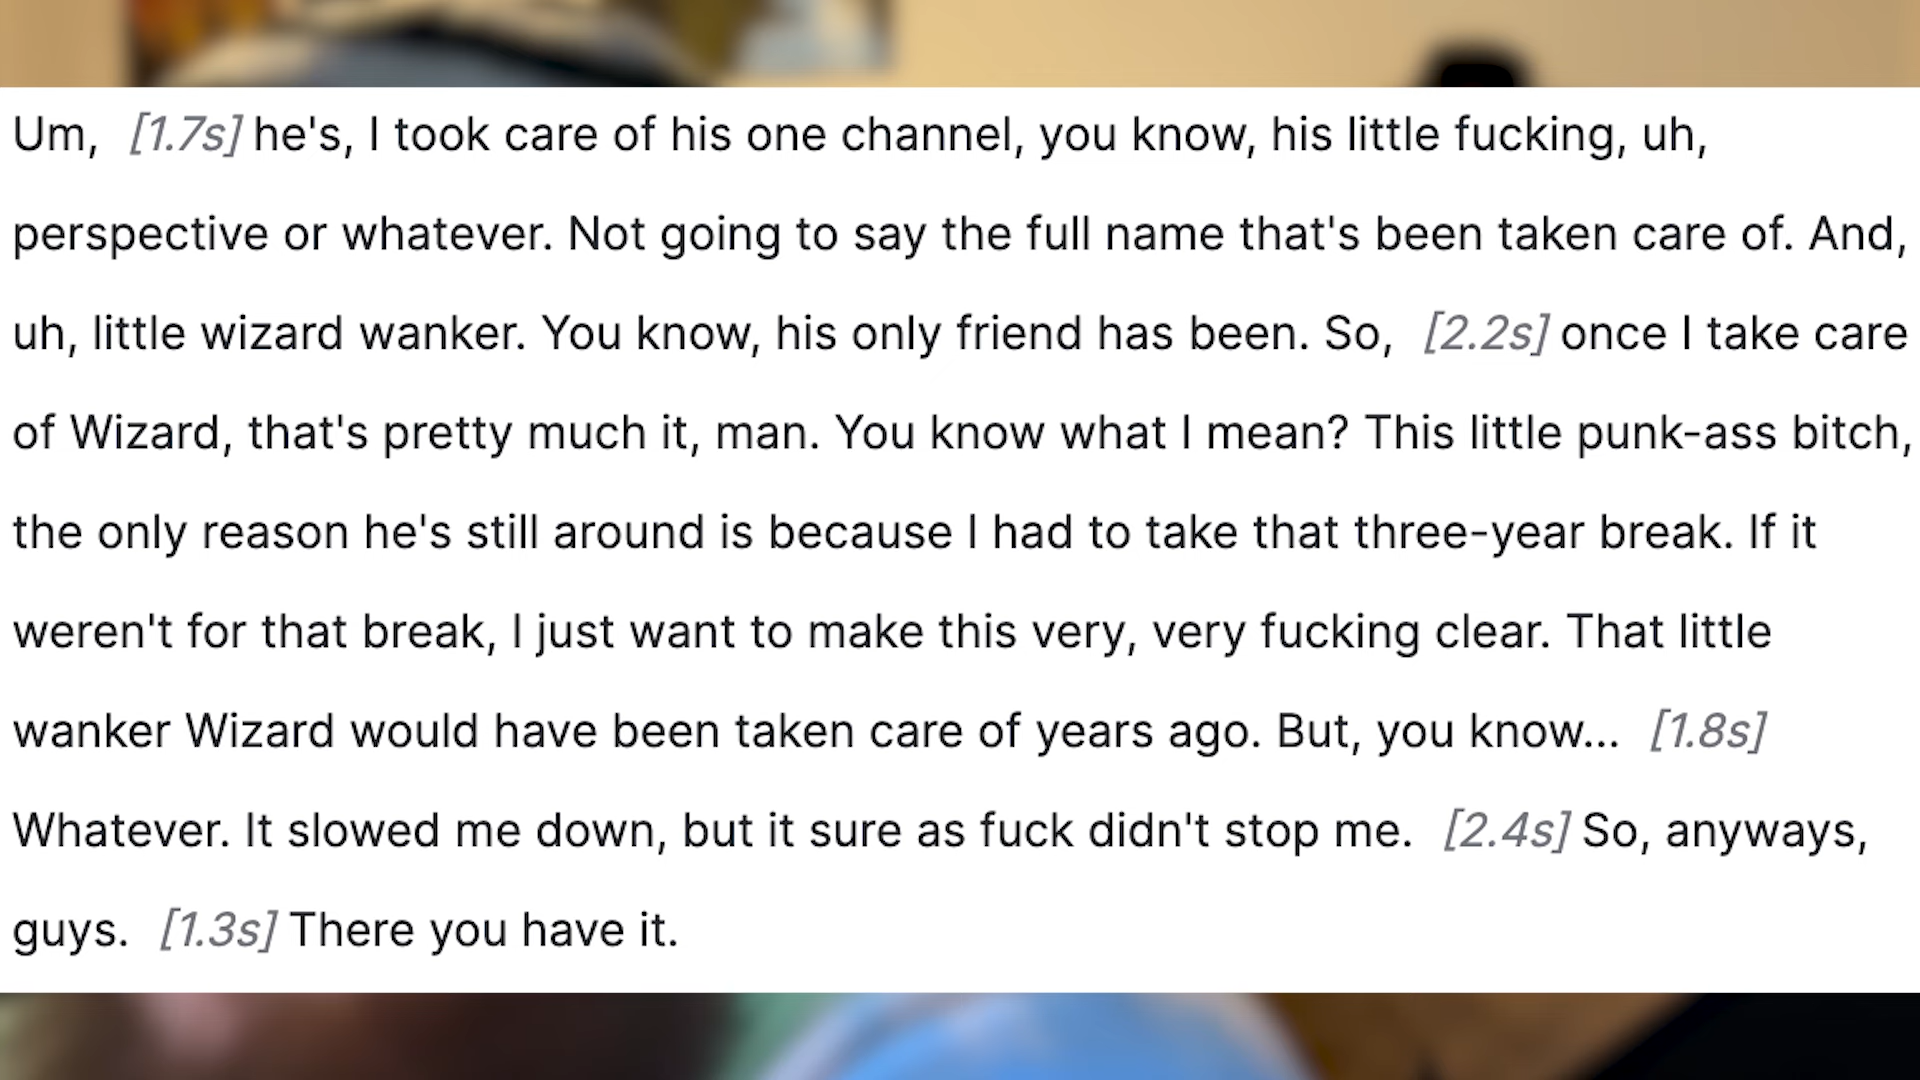 Um, [1.7s] he's, I took care of his one channel, you know, his little fucking, uh,
perspective or whatever. Not going to say the full name that's been taken care of. And,
uh, little wizard wanker. You know, his only friend has been. So, [2.2s] once I take care
of Wizard, that's pretty much it, man. You know what I mean? This little punk-ass bitch,
the only reason he's still around is because I had to take that three-year break. If it
weren't for that break, I just want to make this very, very fucking clear. That little
wanker Wizard would have been taken care of years ago. But, you know... [1.8s]
Whatever. It slowed me down, but it sure as fuck didn't stop me. [2.4s] So, anyways,
guys. [1.3s] There you have it.